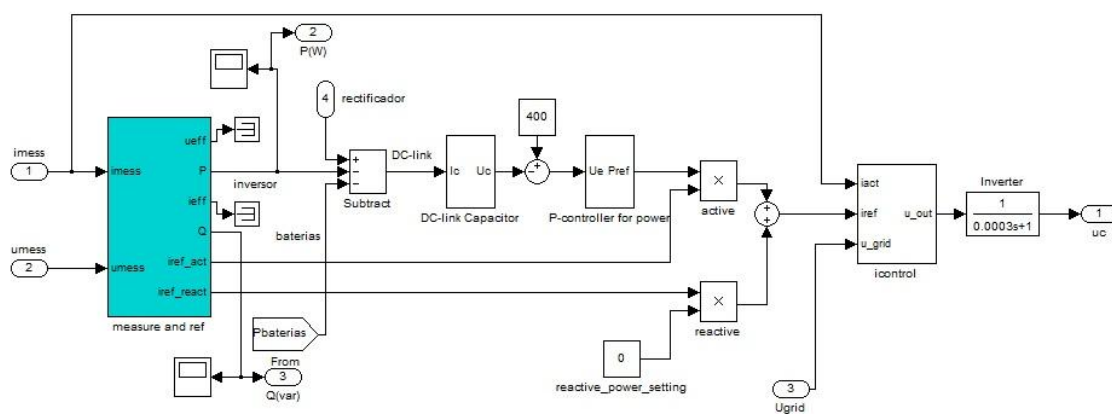 2
P(W)
4
rectificador
400
imess
1
imess
ueff
P
ieff
Q
iref_act
iref_react
umess
umess
2
measure and ref
inversor
+
−
−
Subtract
baterias
DC-link
Ic
Uc
DC-link Capacitor
−
+
Ue
Pref
P-controller for power
×
active
+
+
iact
iref
u_grid
u_out
icontrol
Inverter
1
0.0003s+1
1
uc
×
reactive
Pbaterias
From
0
reactive_power_setting
3
Q(var)
3
Ugrid